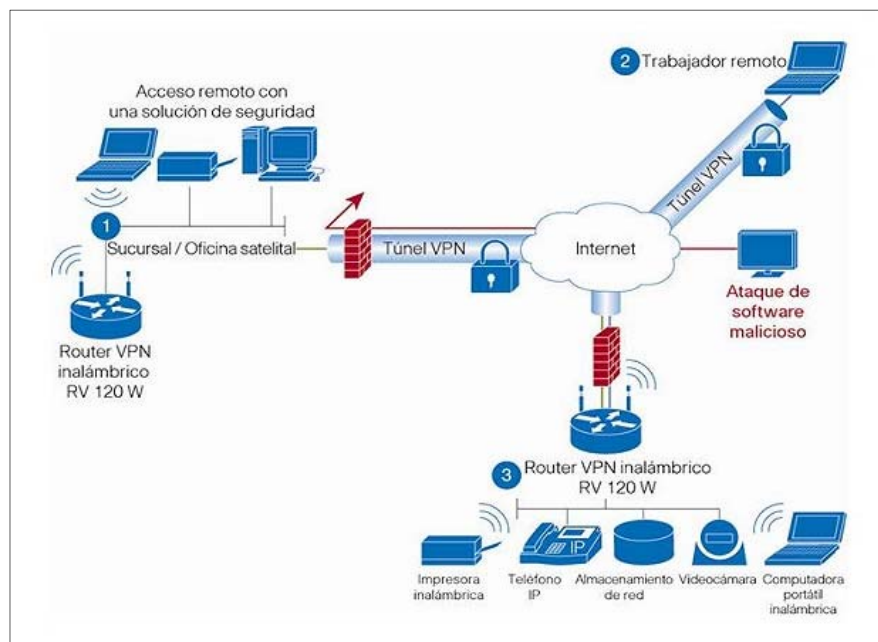 Acceso remoto con
una solución de seguridad
2
Trabajador remoto
Túnel VPN
1
Sucursal / Oficina satelital
Túnel VPN
Internet
Ataque de
software
malicioso
Router VPN
inalámbrico
RV 120 W
3
Router VPN inalámbrico
RV 120 W
IP
Impresora
inalámbrica
Teléfono
IP
Almacenamiento
de red
Videocámara
Computadora
portátil
inalámbrica